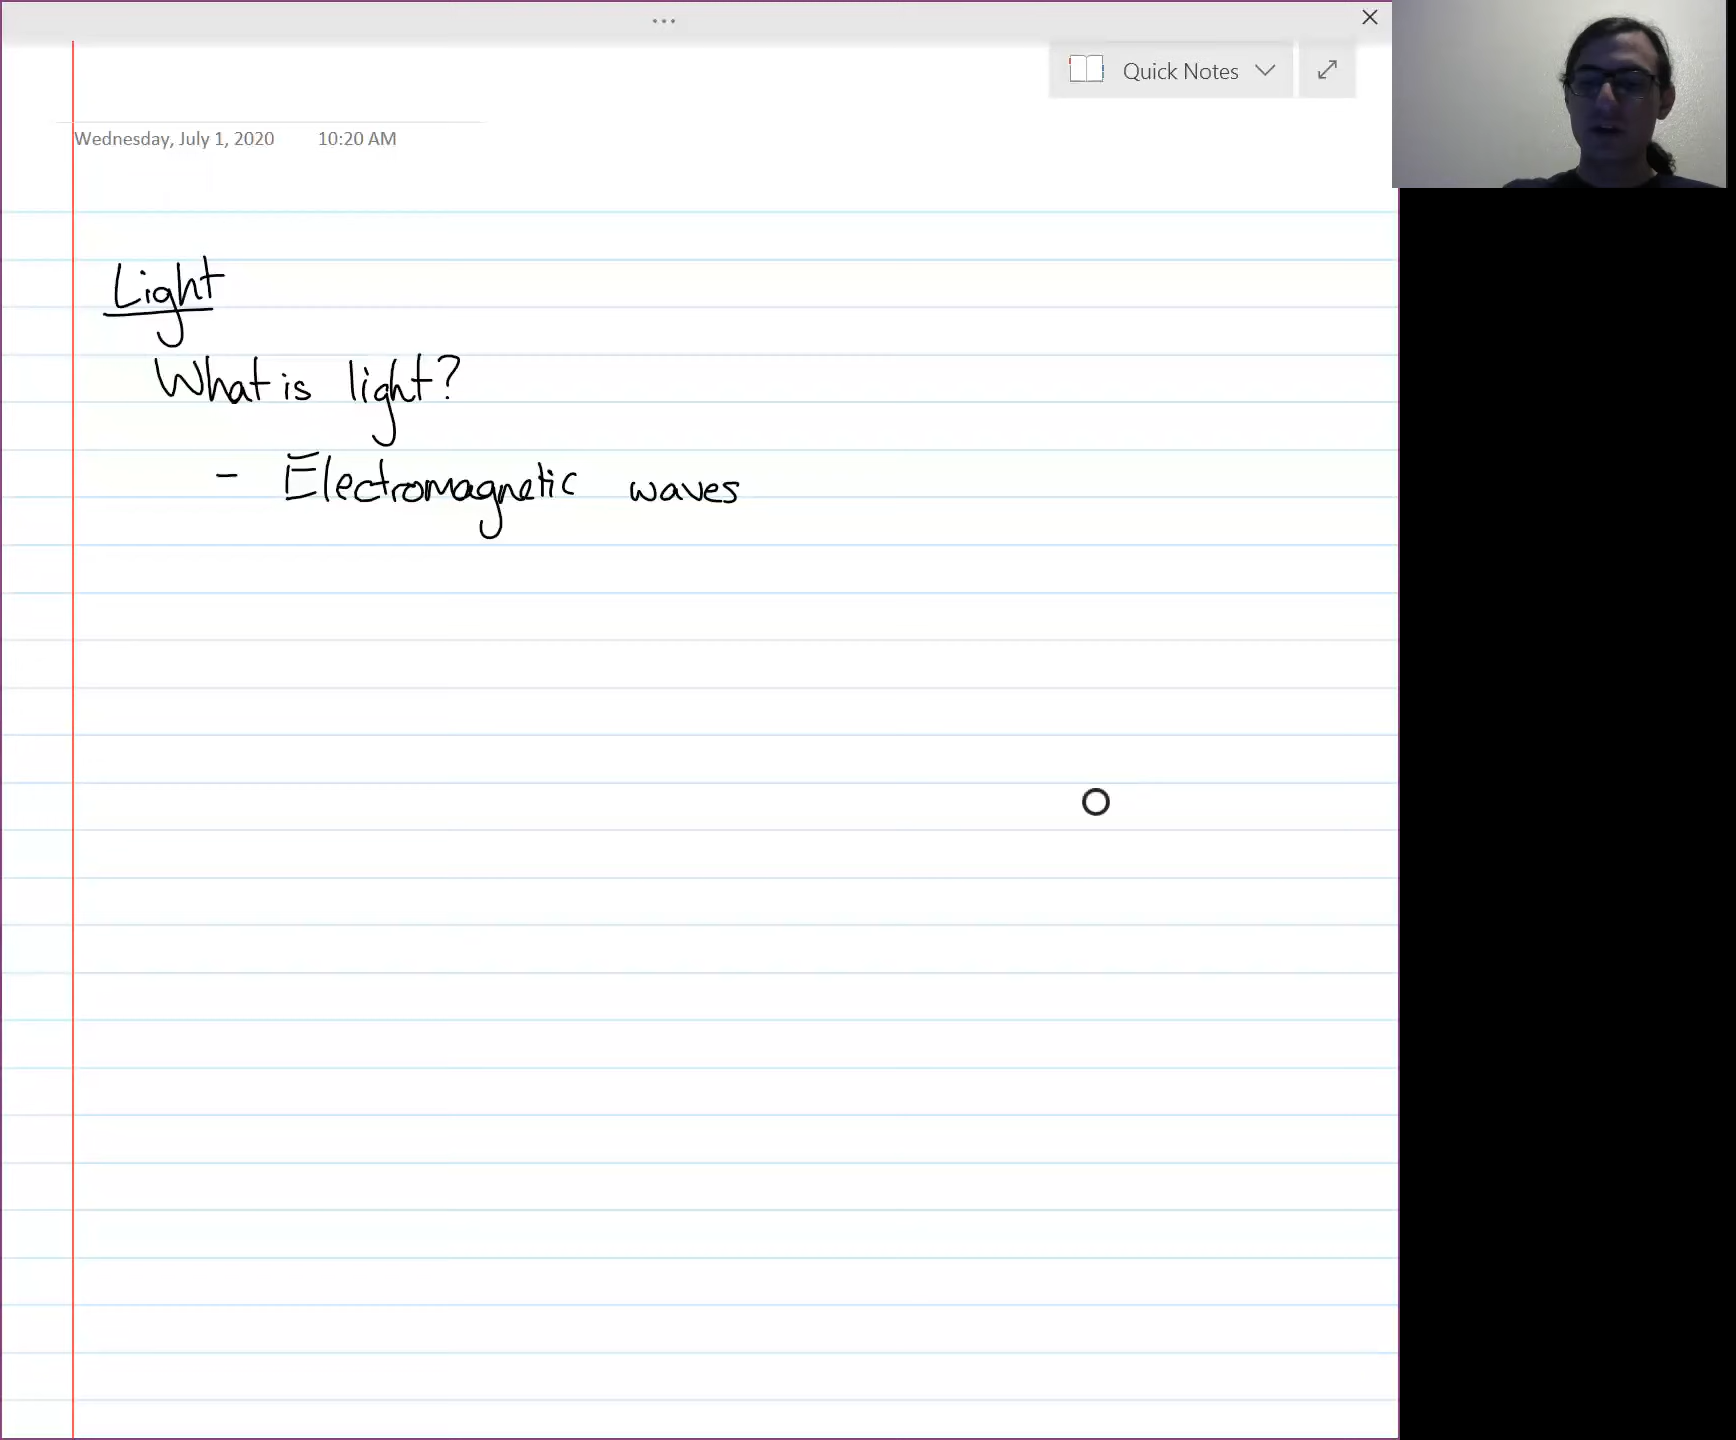 Quick Notes
Wednesday, July 1, 2020 10:20 AM
Light
What is light?
- Electromagnetic waves